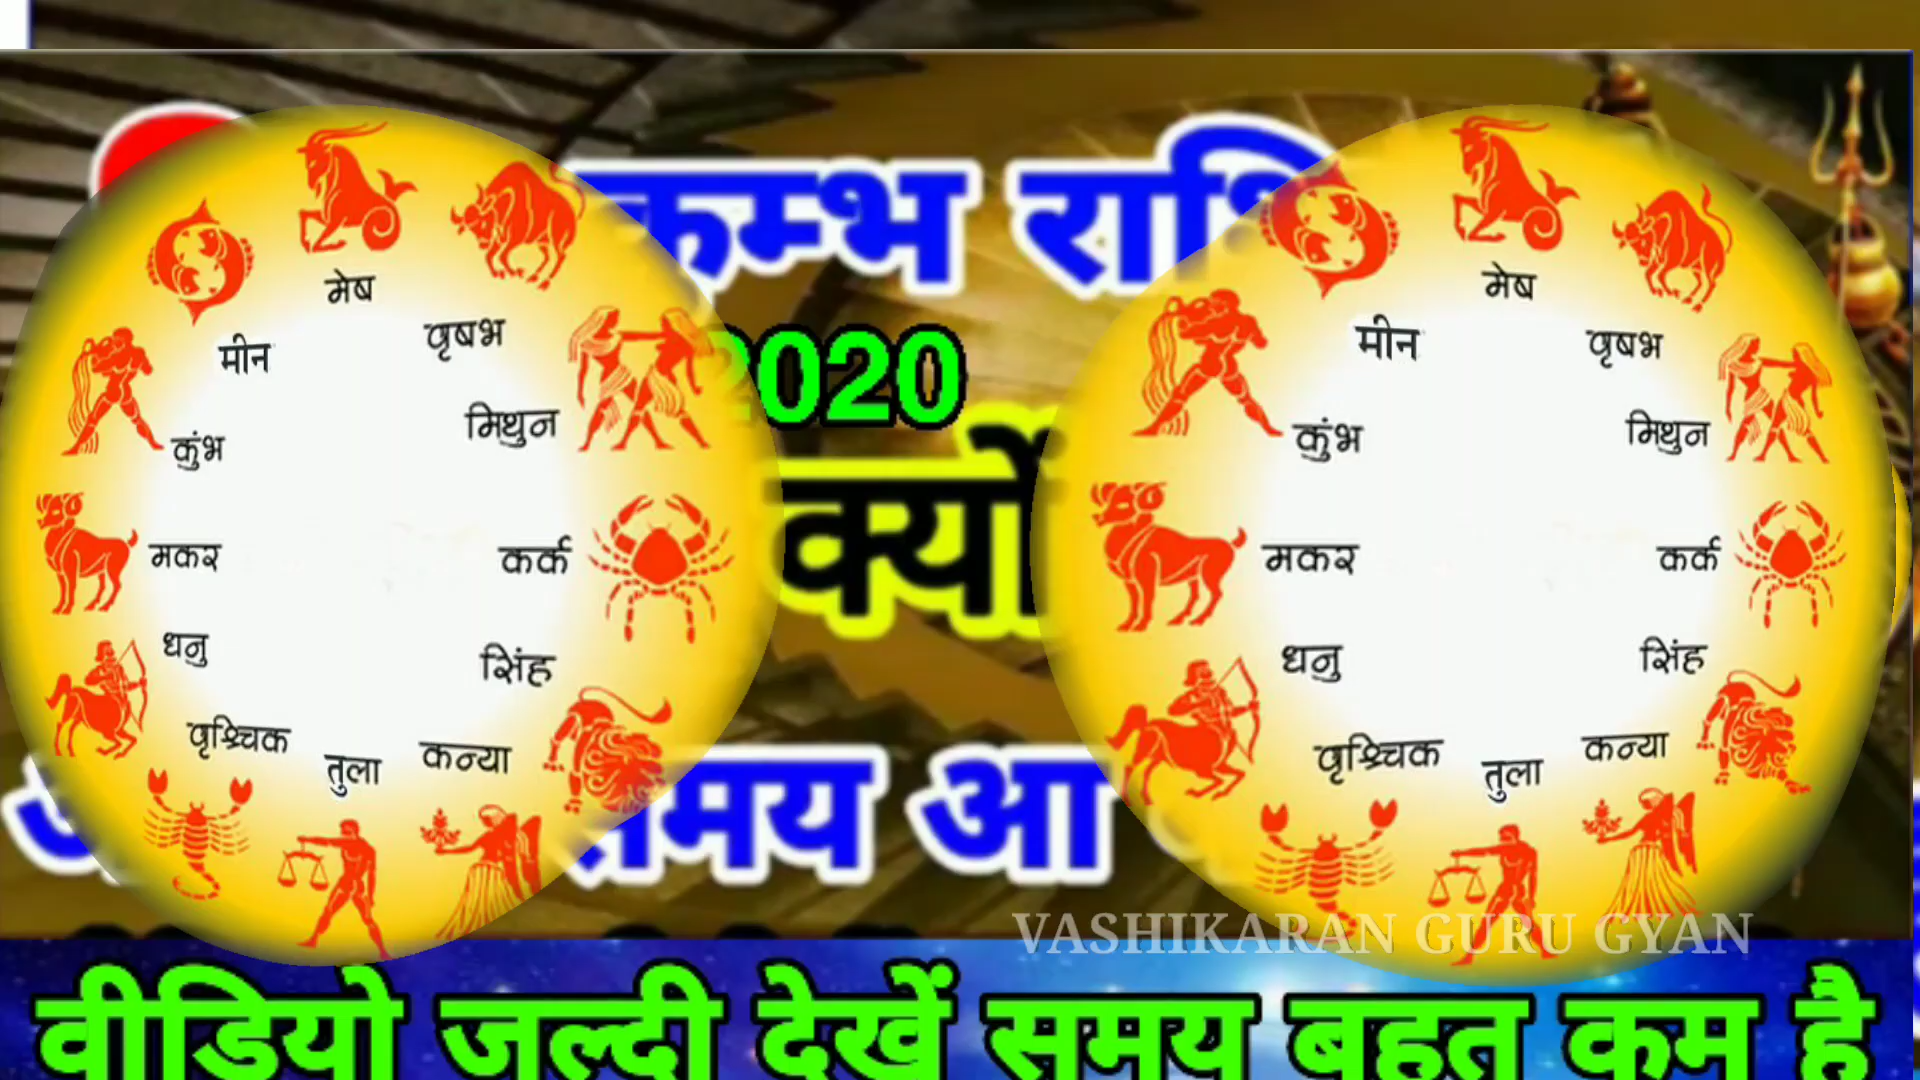 कुम्भ राशि
2020
क्यों
समय आ
मेष
वृषभ
मिथुन
कर्क
सिंह
कन्या
तुला
वृश्चिक
धनु
मकर
कुंभ
मीन
मेष
वृषभ
मिथुन
कर्क
सिंह
कन्या
तुला
वृश्चिक
धनु
मकर
कुंभ
मीन
VASHIKARAN GURU GYAN
वीडियो जल्दी देखें समय बहुत कम है